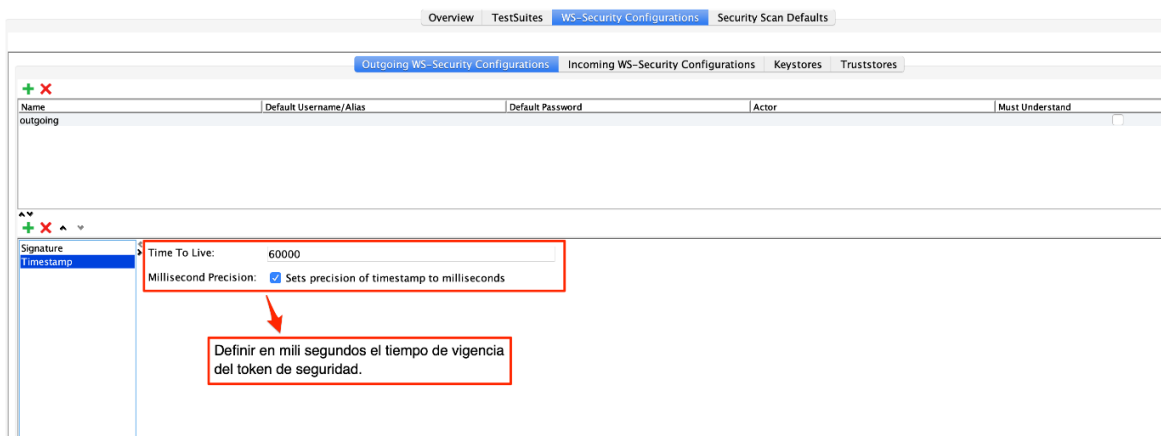 Overview TestSuites WS-Security Configurations Security Scan Defaults
Outgoing WS-Security Configurations Incoming WS-Security Configurations Keystores Truststores
Name Default Username/Alias Default Password Actor Must Understand
outgoing
Signature
Timestamp
Time To Live: 60000
Millisecond Precision: Sets precision of timestamp to milliseconds
Definir en mili segundos el tiempo de vigencia
del token de seguridad.